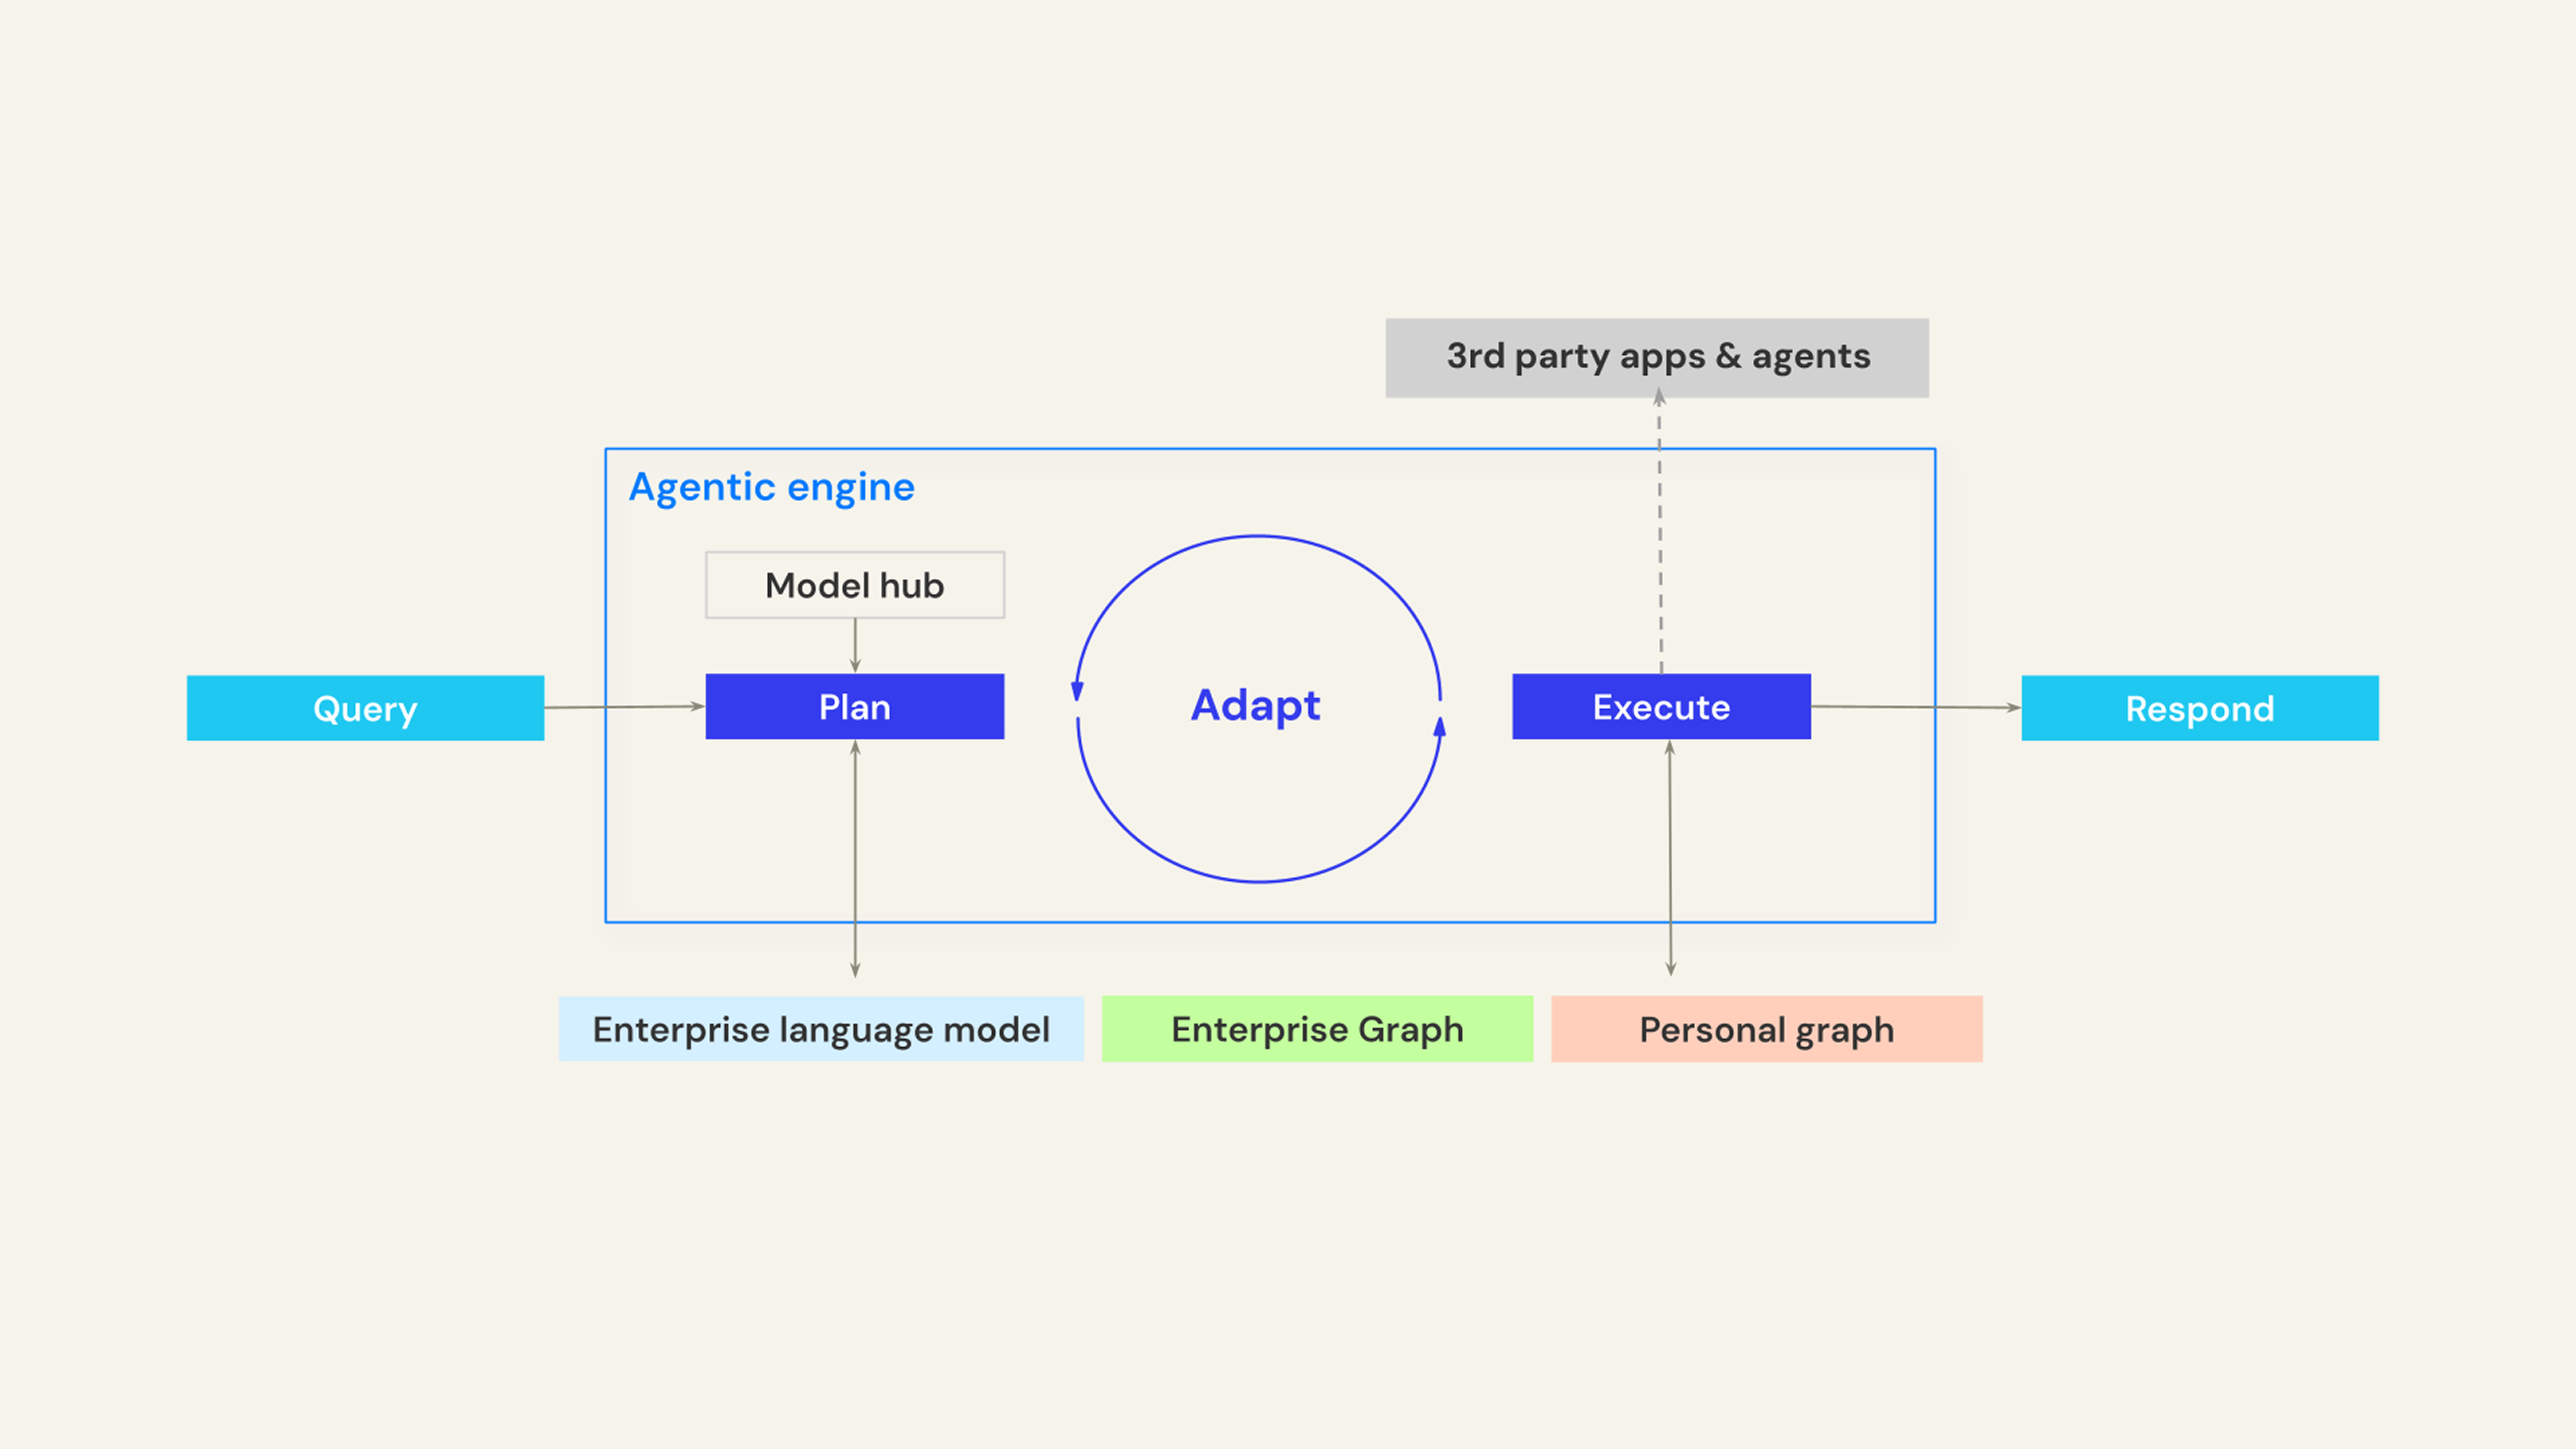 3rd party apps & agents
Agentic engine
Model hub
Query
Plan
Adapt
Execute
Respond
Enterprise language model
Enterprise Graph
Personal graph